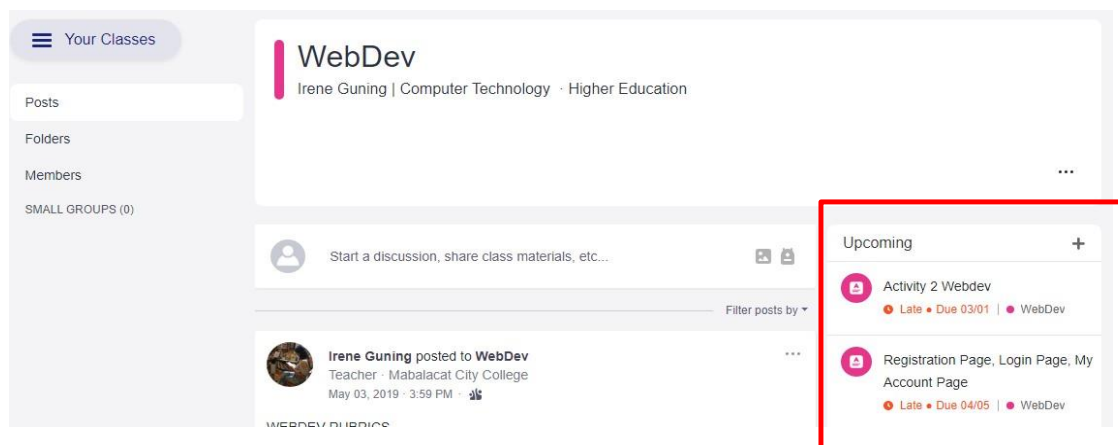 Your Classes
Posts
Folders
Members
SMALL GROUPS (0)
WebDev
Irene Guning | Computer Technology · Higher Education
Start a discussion, share class materials, etc...
Filter posts by
Irene Guning posted to WebDev
Teacher · Mabalacat City College
May 03, 2019 · 3:59 PM ·
WEBDEV RUBRICS
Upcoming +
Activity 2 Webdev
Late • Due 03/01 | • WebDev
Registration Page, Login Page, My
Account Page
Late • Due 04/05 | • WebDev